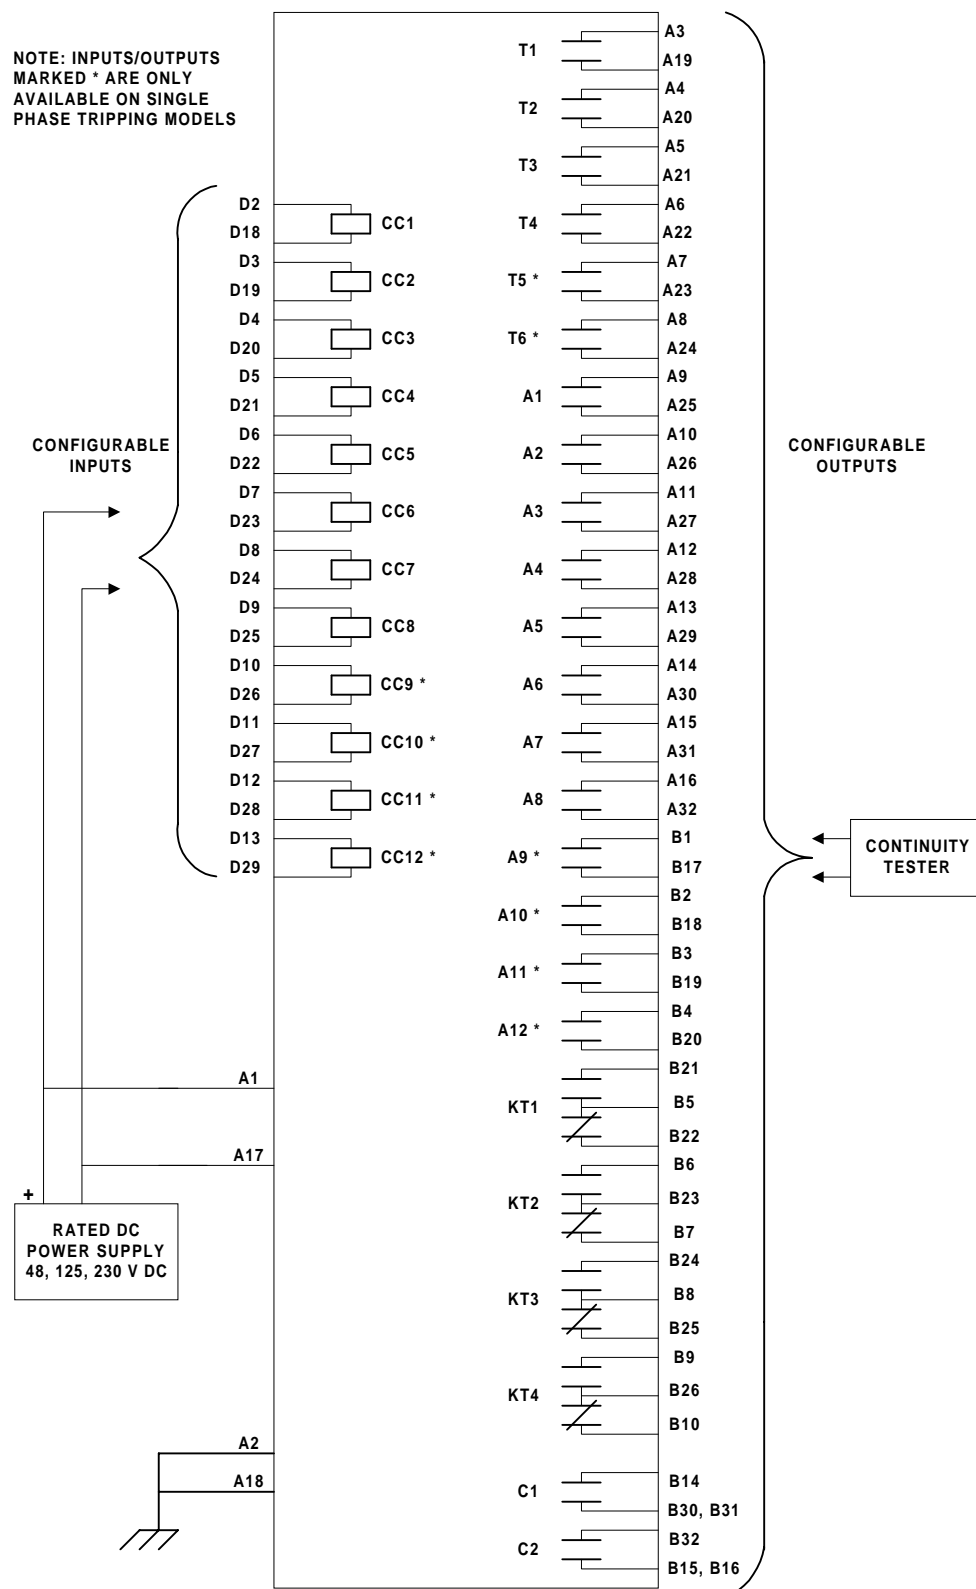 NOTE: INPUTS/OUTPUTS
MARKED * ARE ONLY
AVAILABLE ON SINGLE
PHASE TRIPPING MODELS
CONFIGURABLE
INPUTS
D2
D18
CC1
D3
D19
CC2
D4
D20
CC3
D5
D21
CC4
D6
D22
CC5
D7
D23
CC6
D8
D24
CC7
D9
D25
CC8
D10
D26
CC9 *
D11
D27
CC10 *
D12
D28
CC11 *
D13
D29
CC12 *
A1
A17
+
RATED DC
POWER SUPPLY
48, 125, 230 V DC
A2
A18
T1
A3
A19
T2
A4
A20
T3
A5
A21
T4
A6
A22
T5 *
A7
A23
T6 *
A8
A24
A1
A9
A25
A2
A10
A26
A3
A11
A27
A4
A12
A28
A5
A13
A29
A6
A14
A30
A7
A15
A31
A8
A16
A32
A9 *
B1
B17
A10 *
B2
B18
A11 *
B3
B19
A12 *
B4
B20
KT1
B21
B5
B22
KT2
B6
B23
B7
KT3
B24
B8
B25
KT4
B9
B26
B10
C1
B14
B30, B31
C2
B32
B15, B16
CONFIGURABLE
OUTPUTS
CONTINUITY
TESTER